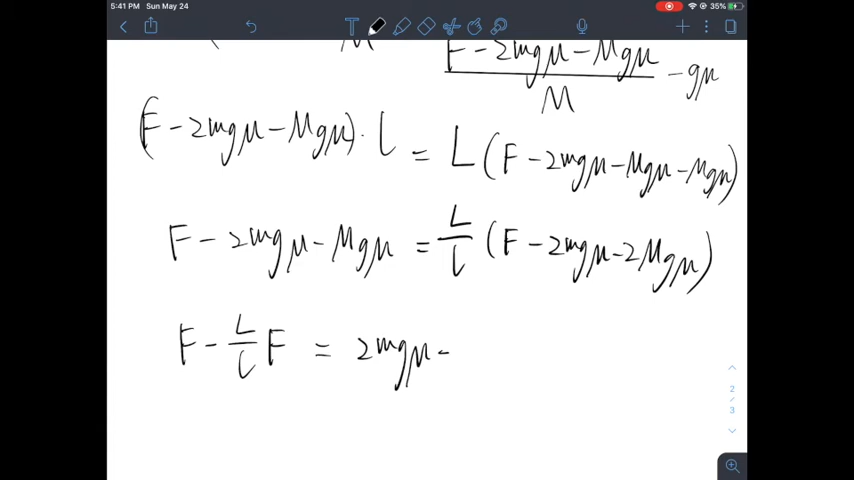 5:41 PM Sun May 24
35%
M
F - 2mgμ - Mgμ
- gμ
M
(F - 2mgμ - Mgμ) · l = L (F - 2mgμ - Mgμ - Mgμ)
F - 2mgμ - Mgμ = L/l (F - 2mgμ - 2Mgμ)
F - L/l F = 2mgμ -
2
/
3